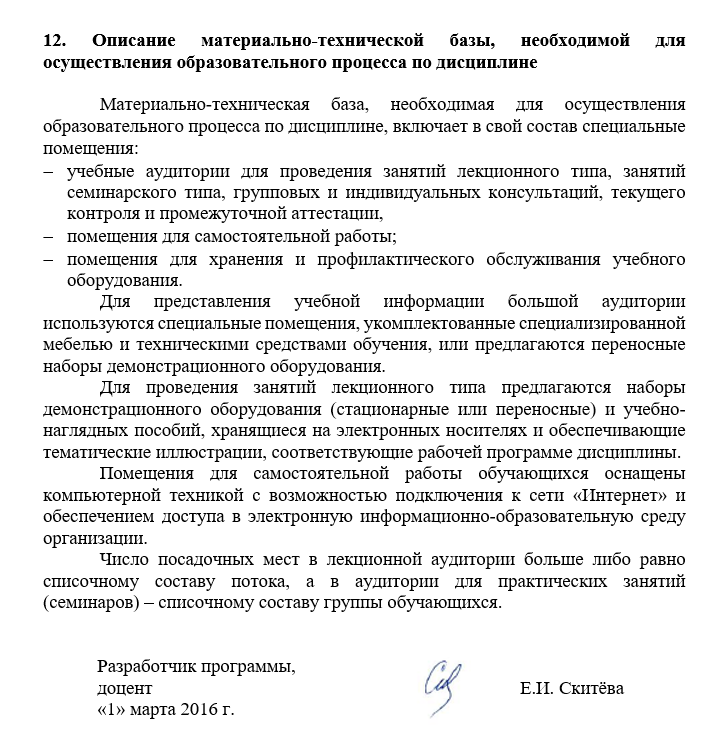 12. Описание материально-технической базы, необходимой для
осуществления образовательного процесса по дисциплине
Материально-техническая база, необходимая для осуществления
образовательного процесса по дисциплине, включает в свой состав специальные
помещения:
– учебные аудитории для проведения занятий лекционного типа, занятий
семинарского типа, групповых и индивидуальных консультаций, текущего
контроля и промежуточной аттестации,
– помещения для самостоятельной работы;
– помещения для хранения и профилактического обслуживания учебного
оборудования.
Для представления учебной информации большой аудитории
используются специальные помещения, укомплектованные специализированной
мебелью и техническими средствами обучения, или предлагаются переносные
наборы демонстрационного оборудования.
Для проведения занятий лекционного типа предлагаются наборы
демонстрационного оборудования (стационарные или переносные) и учебно-
наглядных пособий, хранящиеся на электронных носителях и обеспечивающие
тематические иллюстрации, соответствующие рабочей программе дисциплины.
Помещения для самостоятельной работы обучающихся оснащены
компьютерной техникой с возможностью подключения к сети «Интернет» и
обеспечением доступа в электронную информационно-образовательную среду
организации.
Число посадочных мест в лекционной аудитории больше либо равно
списочному составу потока, а в аудитории для практических занятий
(семинаров) – списочному составу группы обучающихся.
Разработчик программы,
доцент Е.И. Скитёва
«1» марта 2016 г.